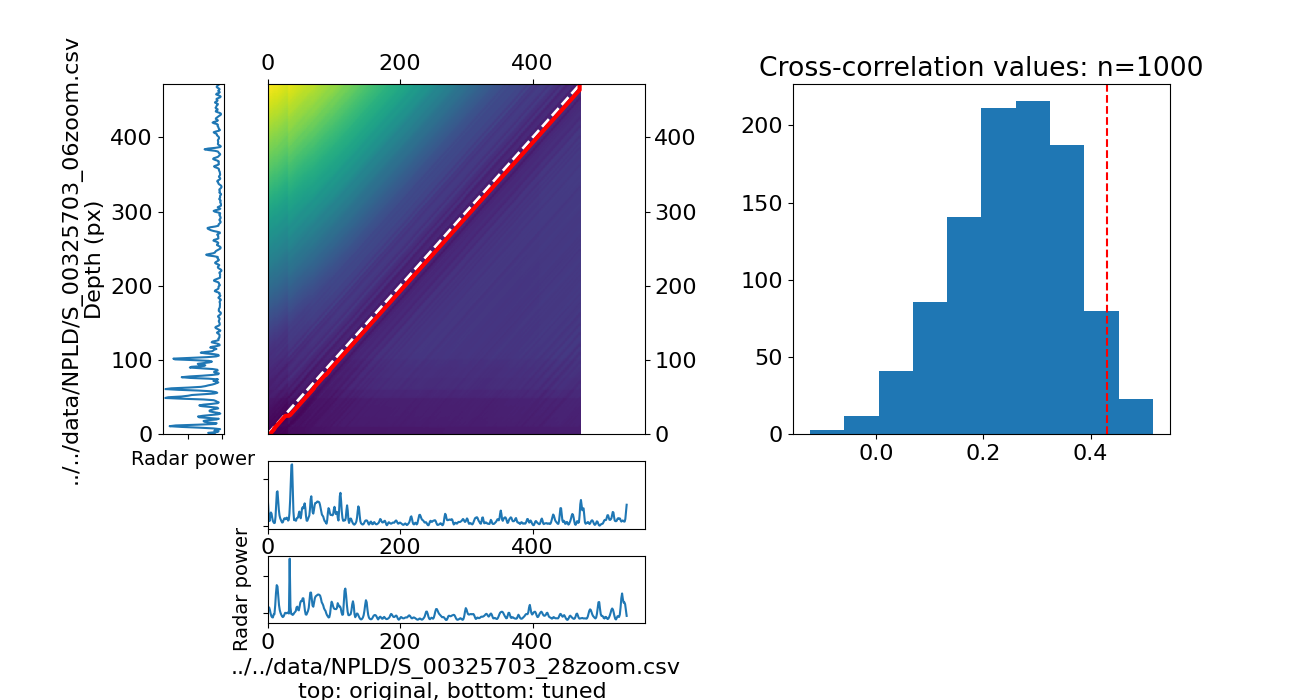 ../../data/NPLD/S_00325703_06zoom.csv
Depth (px)
400
300
200
100
0
Radar power
0 200 400
400
300
200
100
0
0 200 400
Radar power
0 200 400
../../data/NPLD/S_00325703_28zoom.csv
top: original, bottom: tuned
Cross-correlation values: n=1000
200
150
100
50
0
0.0 0.2 0.4